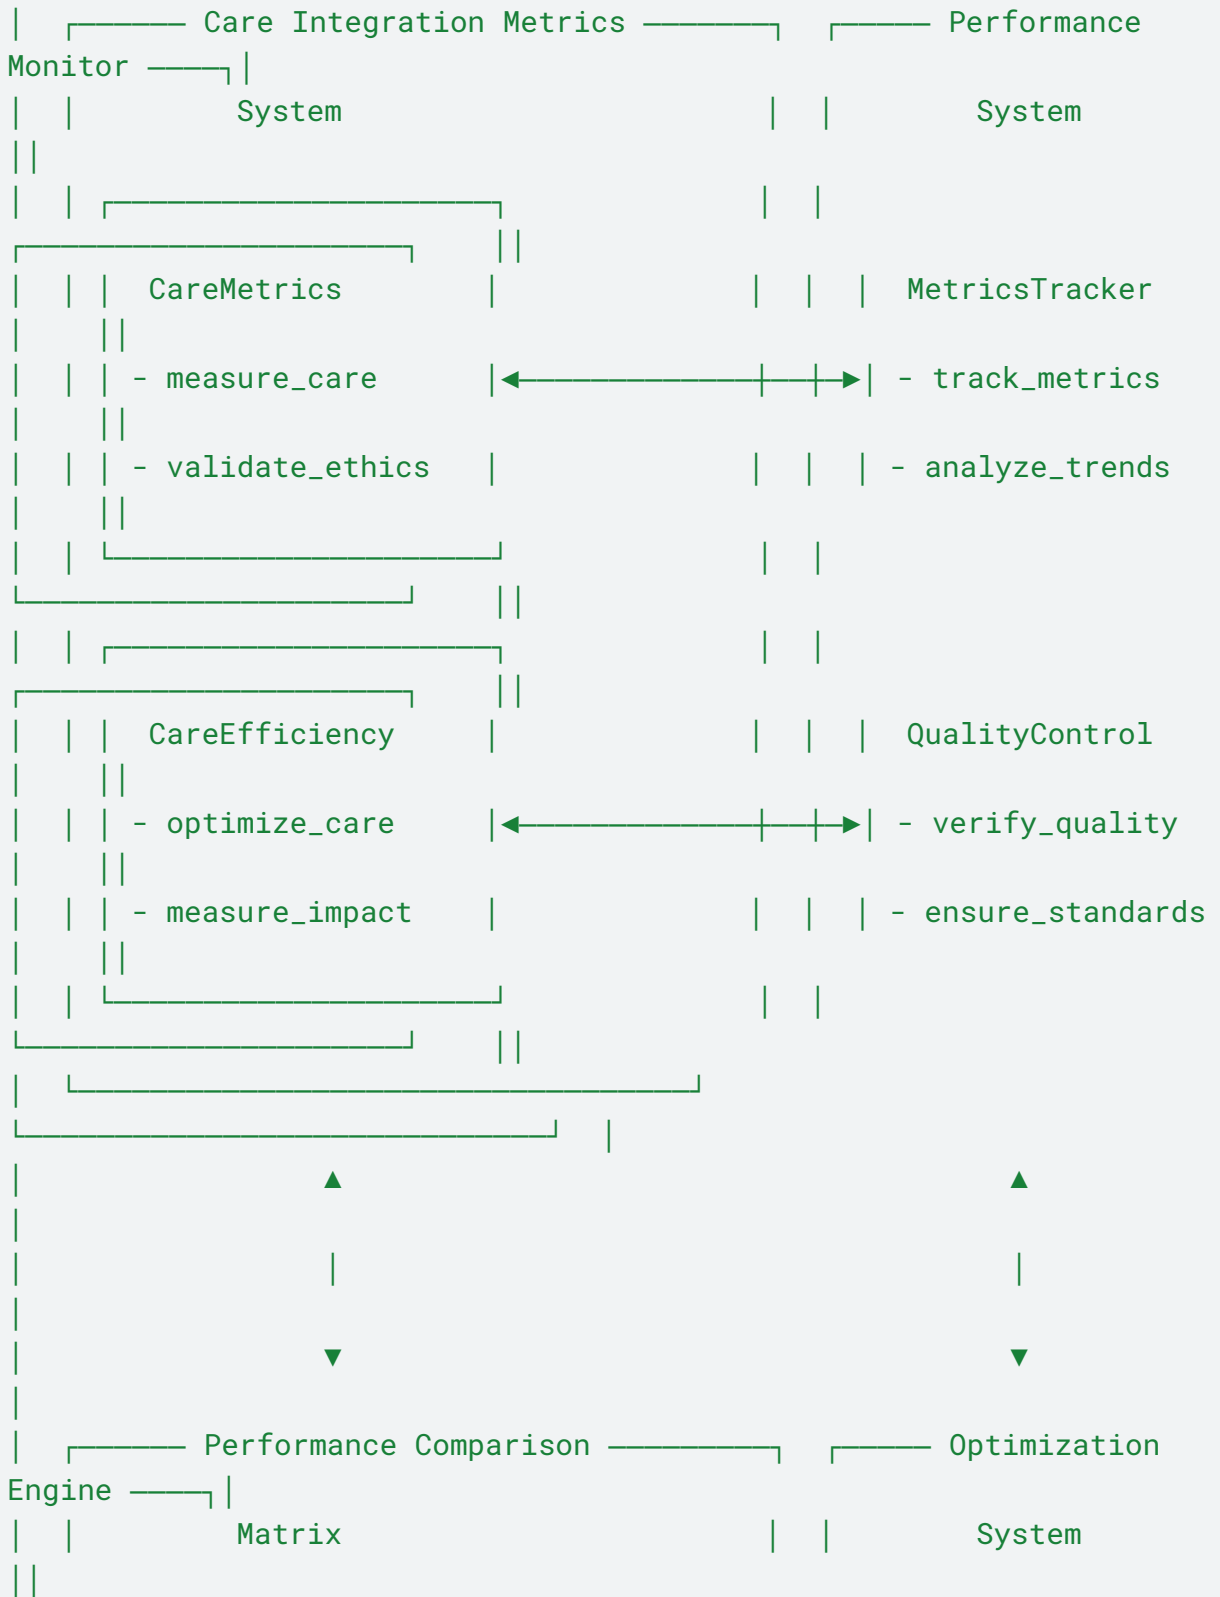 │  ┌────── Care Integration Metrics ───────┐  ┌───── Performance
Monitor ────┐│
│  │         System                        │  │        System
││
│  │ ┌─────────────────────┐              │  │
┌─────────────────────┐    ││
│  │ │  CareMetrics        │              │  │  │  MetricsTracker
│    ││
│  │ │ - measure_care      │◄─────────────┼──┼─►│ - track_metrics
│    ││
│  │ │ - validate_ethics   │              │  │  │ - analyze_trends
│    ││
│  │ └─────────────────────┘              │  │
└─────────────────────┘    ││
│  │ ┌─────────────────────┐              │  │
┌─────────────────────┐    ││
│  │ │  CareEfficiency     │              │  │  │  QualityControl
│    ││
│  │ │ - optimize_care     │◄─────────────┼──┼─►│ - verify_quality
│    ││
│  │ │ - measure_impact    │              │  │  │ - ensure_standards
│    ││
│  │ └─────────────────────┘              │  │
└─────────────────────┘    ││
│  └──────────────────────────────────┘
└─────────────────────────────┘  │
│                 ▲                                     ▲
│
│                 │                                     │
│
│                 ▼                                     ▼
│
│  ┌────── Performance Comparison ─────────┐  ┌───── Optimization
Engine ────┐│
│  │         Matrix                        │  │        System
││